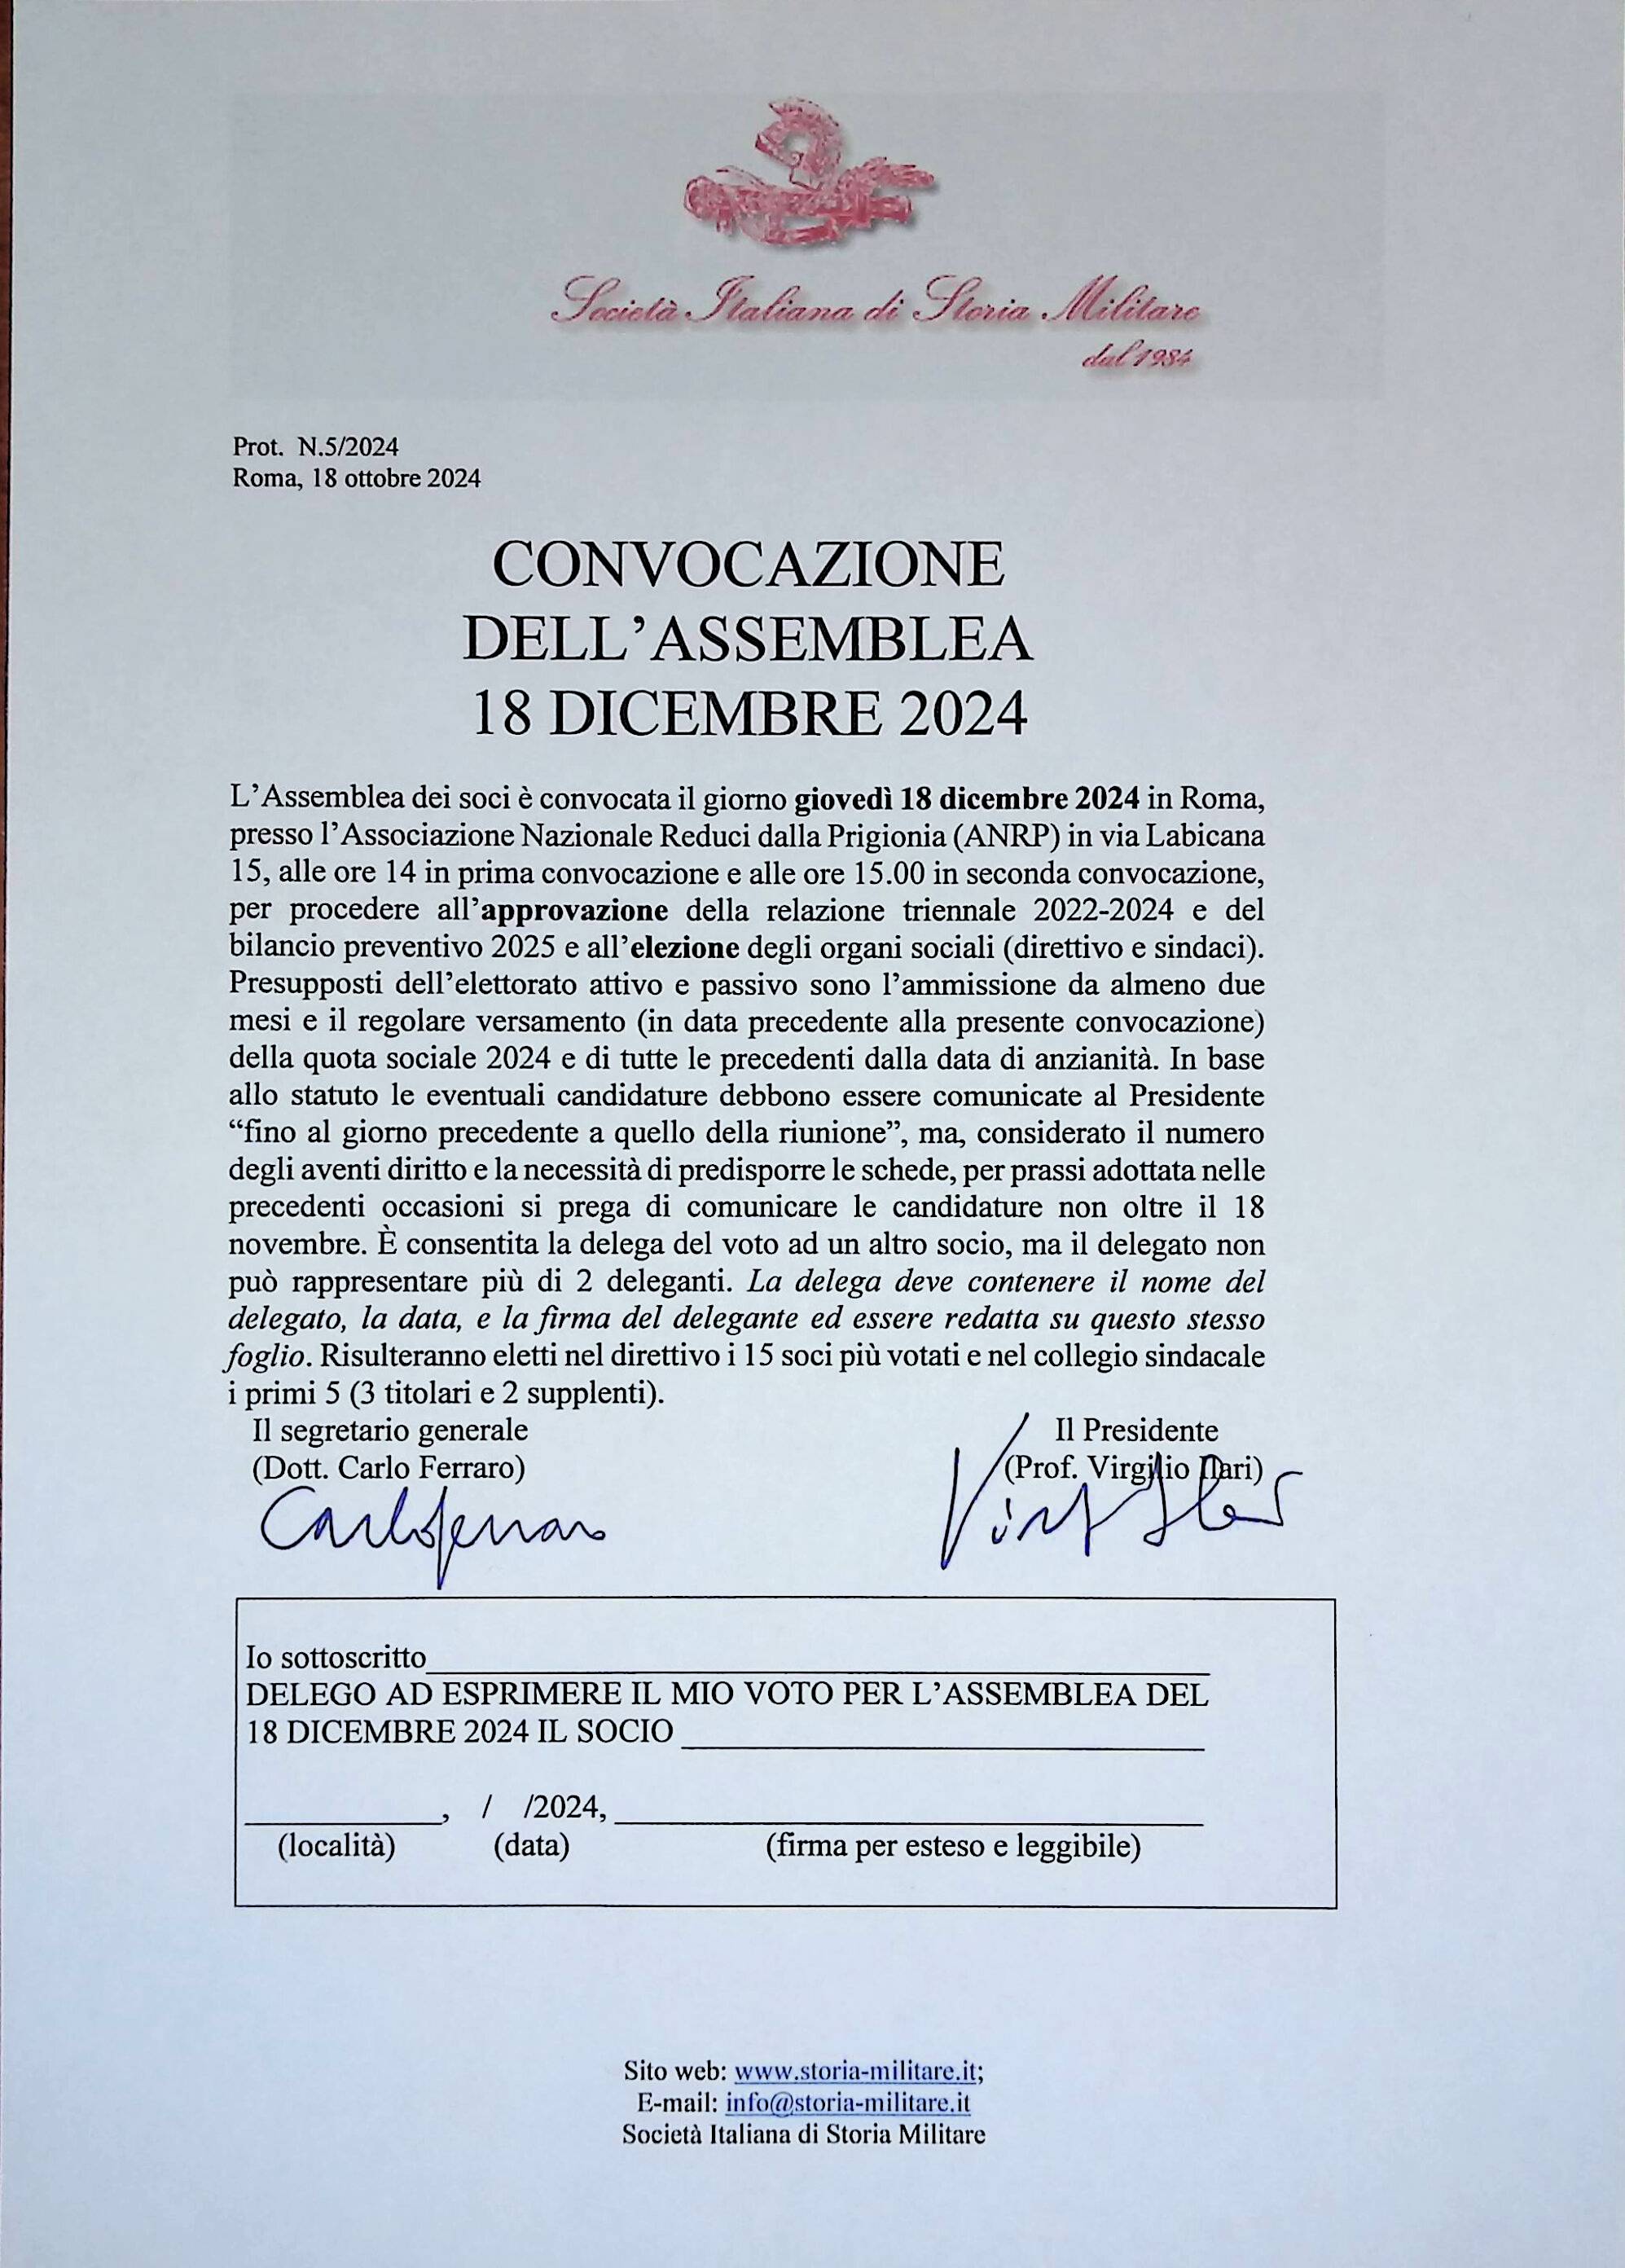 Società Italiana di Storia Militare
dal 1984
Prot. N.5/2024
Roma, 18 ottobre 2024
CONVOCAZIONE
DELL’ASSEMBLEA
18 DICEMBRE 2024
L’Assemblea dei soci è convocata il giorno giovedì 18 dicembre 2024 in Roma,
presso l’Associazione Nazionale Reduci dalla Prigionia (ANRP) in via Labicana
15, alle ore 14 in prima convocazione e alle ore 15.00 in seconda convocazione,
per procedere all’approvazione della relazione triennale 2022-2024 e del
bilancio preventivo 2025 e all’elezione degli organi sociali (direttivo e sindaci).
Presupposti dell’elettorato attivo e passivo sono l’ammissione da almeno due
mesi e il regolare versamento (in data precedente alla presente convocazione)
della quota sociale 2024 e di tutte le precedenti dalla data di anzianità. In base
allo statuto le eventuali candidature debbono essere comunicate al Presidente
“fino al giorno precedente a quello della riunione”, ma, considerato il numero
degli aventi diritto e la necessità di predisporre le schede, per prassi adottata nelle
precedenti occasioni si prega di comunicare le candidature non oltre il 18
novembre. È consentita la delega del voto ad un altro socio, ma il delegato non
può rappresentare più di 2 deleganti. La delega deve contenere il nome del
delegato, la data, e la firma del delegante ed essere redatta su questo stesso
foglio. Risulteranno eletti nel direttivo i 15 soci più votati e nel collegio sindacale
i primi 5 (3 titolari e 2 supplenti).
Il segretario generale Il Presidente
(Dott. Carlo Ferraro) (Prof. Virgilio Ilari)
Carlo Ferraro
Io sottoscritto
DELEGO AD ESPRIMERE IL MIO VOTO PER L’ASSEMBLEA DEL
18 DICEMBRE 2024 IL SOCIO
, / /2024,
(località) (data) (firma per esteso e leggibile)
Sito web: www.storia-militare.it;
E-mail: info@storia-militare.it
Società Italiana di Storia Militare